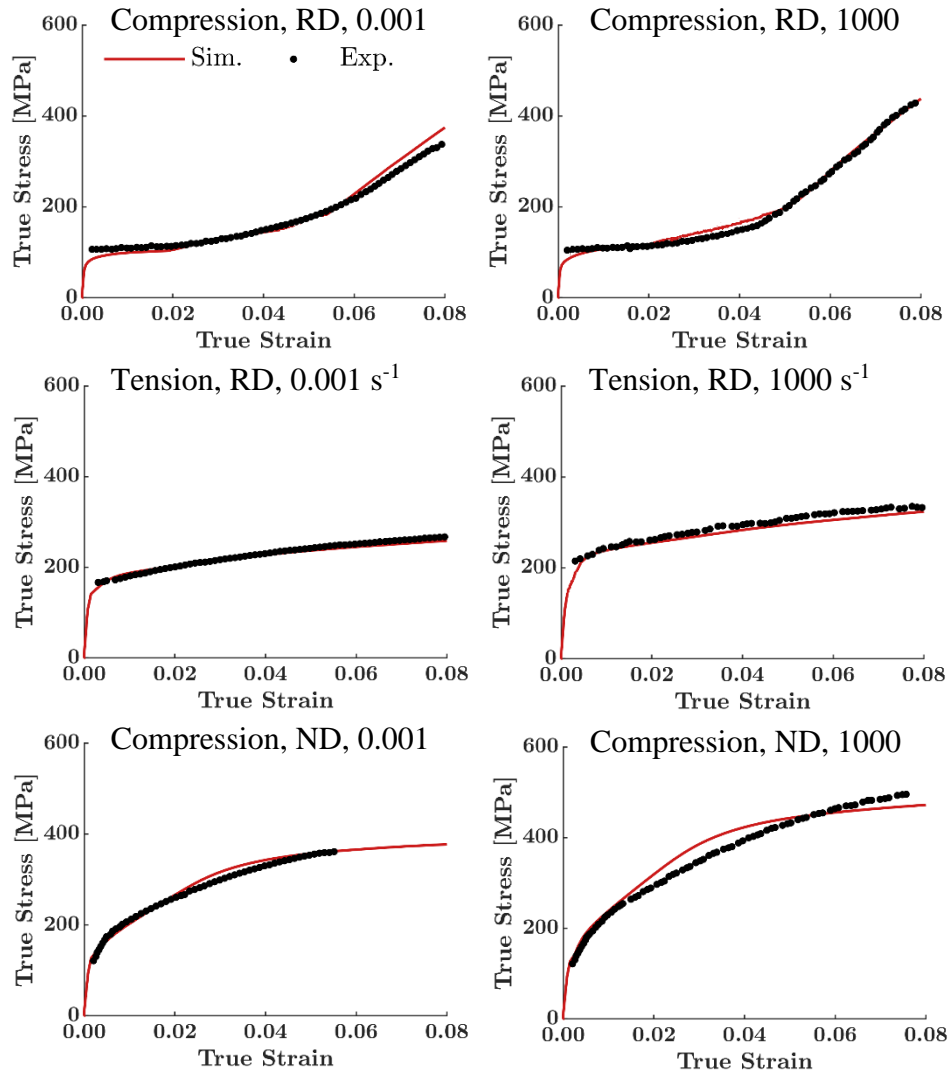 Compression, RD, 0.001
Sim. Exp.
600
400
200
0
True Stress [MPa]
0.00 0.02 0.04 0.06 0.08
True Strain
Compression, RD, 1000
600
400
200
0
True Stress [MPa]
0.00 0.02 0.04 0.06 0.08
True Strain
Tension, RD, 0.001 s⁻¹
600
400
200
0
True Stress [MPa]
0.00 0.02 0.04 0.06 0.08
True Strain
Tension, RD, 1000 s⁻¹
600
400
200
0
True Stress [MPa]
0.00 0.02 0.04 0.06 0.08
True Strain
Compression, ND, 0.001
600
400
200
0
True Stress [MPa]
0.00 0.02 0.04 0.06 0.08
True Strain
Compression, ND, 1000
600
400
200
0
True Stress [MPa]
0.00 0.02 0.04 0.06 0.08
True Strain